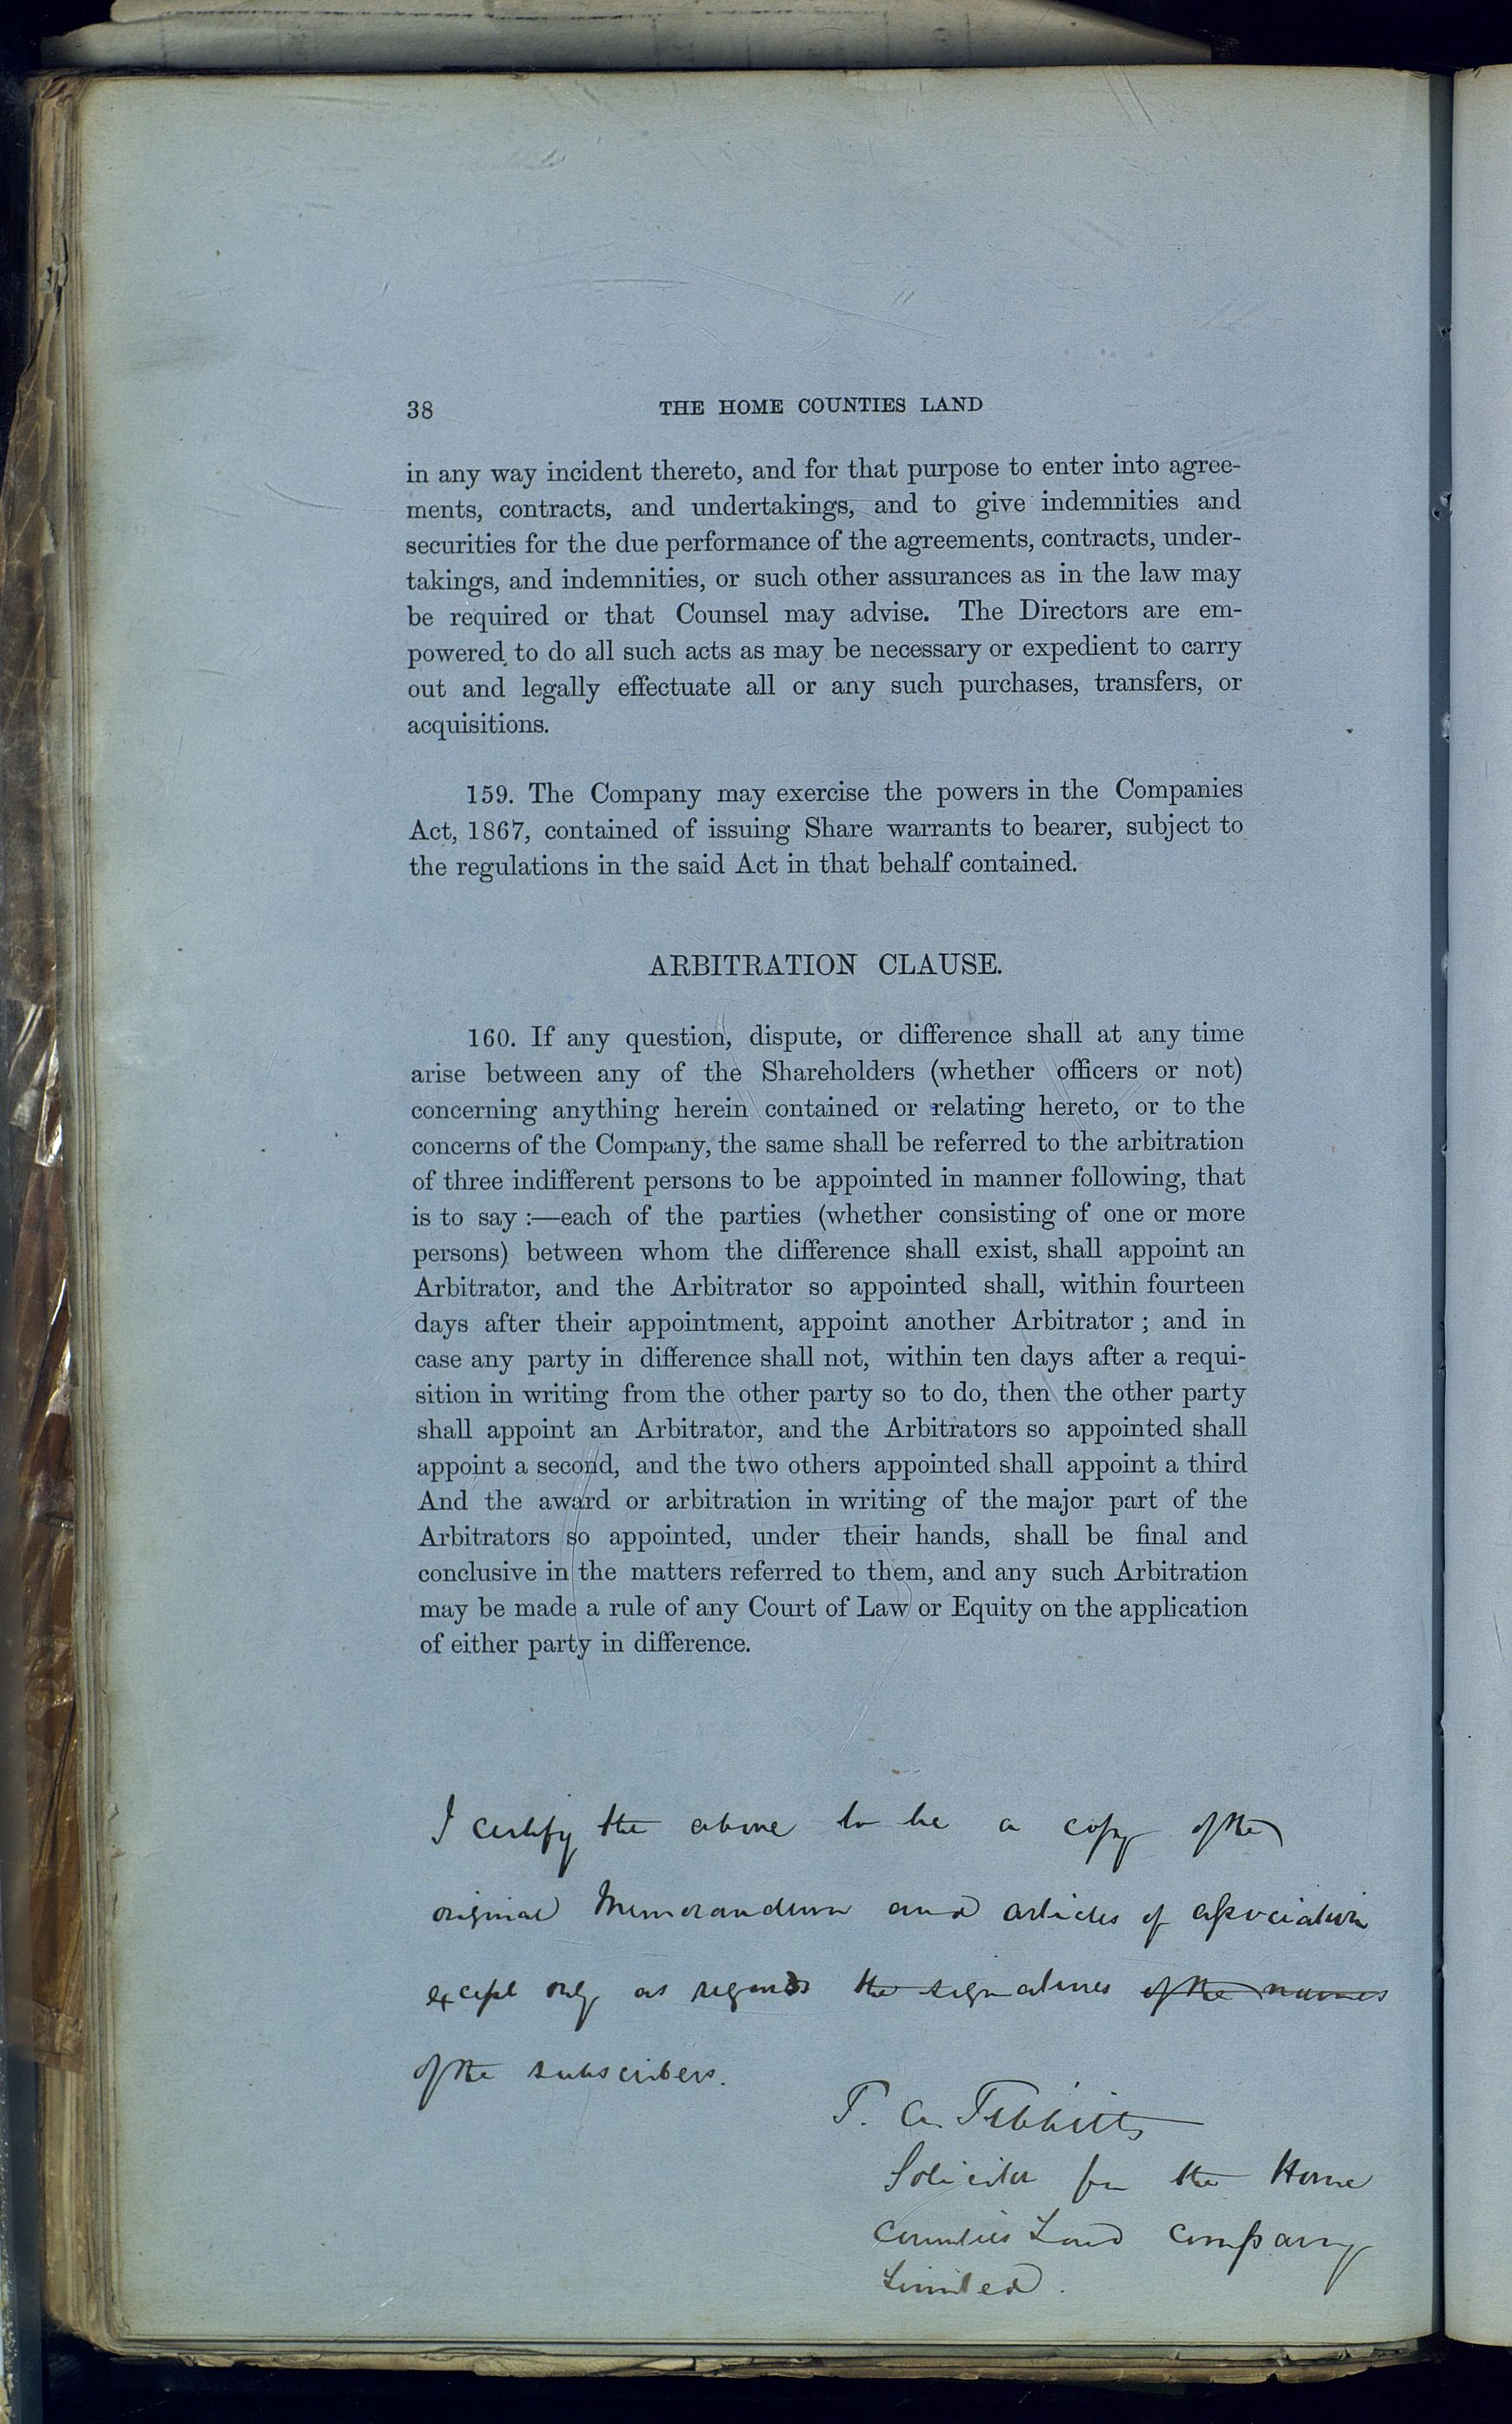 38 THE HOME COUNTIES LAND
in any way incident thereto, and for that purpose to enter into agree-
ments, contracts, and undertakings, and to give indemnities and
securities for the due performance of the agreements, contracts, under-
takings, and indemnities, or such other assurances as in the law may
be required or that Counsel may advise. The Directors are em-
powered to do all such acts as may be necessary or expedient to carry
out and legally effectuate all or any such purchases, transfers, or
acquisitions.
159. The Company may exercise the powers in the Companies
Act, 1867, contained of issuing Share warrants to bearer, subject to
the regulations in the said Act in that behalf contained.
ARBITRATION CLAUSE.
160. If any question, dispute, or difference shall at any time
arise between any of the Shareholders (whether officers or not)
concerning anything herein contained or relating hereto, or to the
concerns of the Company, the same shall be referred to the arbitration
of three indifferent persons to be appointed in manner following, that
is to say :—each of the parties (whether consisting of one or more
persons) between whom the difference shall exist, shall appoint an
Arbitrator, and the Arbitrator so appointed shall, within fourteen
days after their appointment, appoint another Arbitrator ; and in
case any party in difference shall not, within ten days after a requi-
sition in writing from the other party so to do, then the other party
shall appoint an Arbitrator, and the Arbitrators so appointed shall
appoint a second, and the two others appointed shall appoint a third
And the award or arbitration in writing of the major part of the
Arbitrators so appointed, under their hands, shall be final and
conclusive in the matters referred to them, and any such Arbitration
may be made a rule of any Court of Law or Equity on the application
of either party in difference.
I certify the above to be a copy of the
original Memorandum and articles of association
except only as regards the signatures of the names
of the subscribers.
T. A. Tibbitts
Solicitor for the Home
Counties Land Company
Limited.